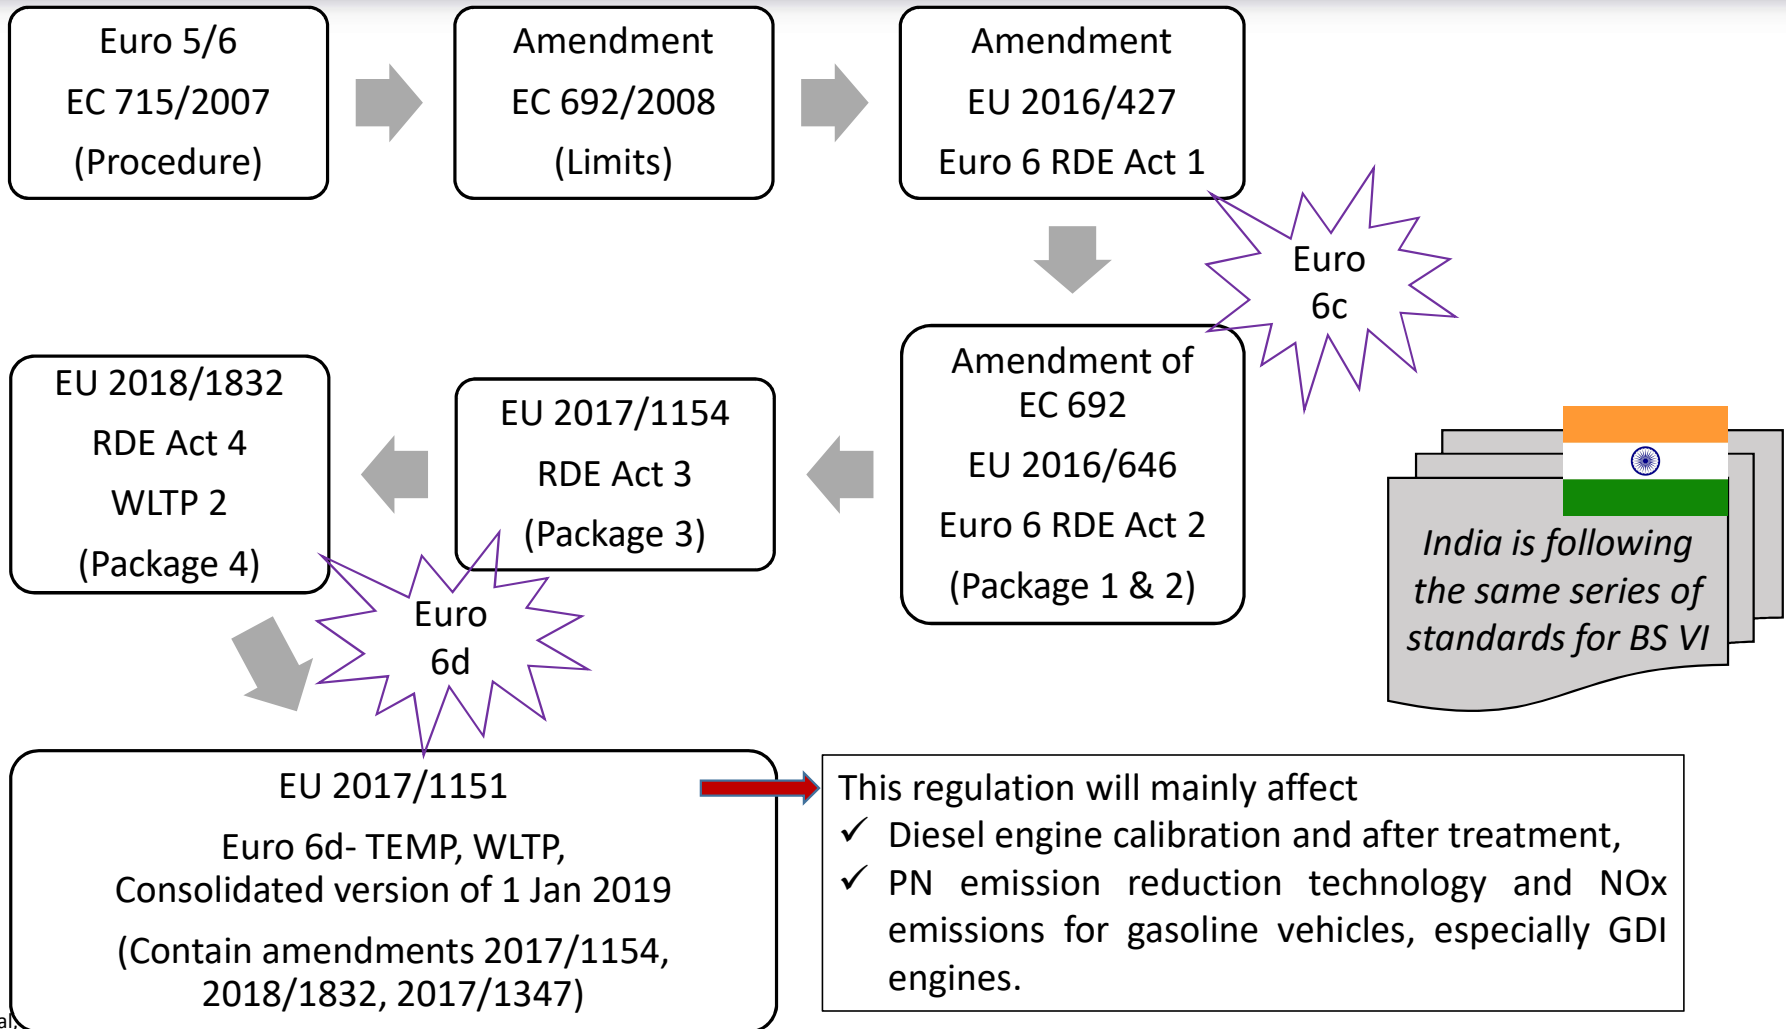 Euro 5/6
EC 715/2007
(Procedure)
Amendment
EC 692/2008
(Limits)
Amendment
EU 2016/427
Euro 6 RDE Act 1
Euro
6c
Amendment of
EC 692
EU 2016/646
Euro 6 RDE Act 2
(Package 1 & 2)
EU 2017/1154
RDE Act 3
(Package 3)
EU 2018/1832
RDE Act 4
WLTP 2
(Package 4)
Euro
6d
India is following
the same series of
standards for BS VI
EU 2017/1151
Euro 6d- TEMP, WLTP,
Consolidated version of 1 Jan 2019
(Contain amendments 2017/1154,
2018/1832, 2017/1347)
This regulation will mainly affect
✓ Diesel engine calibration and after treatment,
✓ PN emission reduction technology and NOx
emissions for gasoline vehicles, especially GDI
engines.